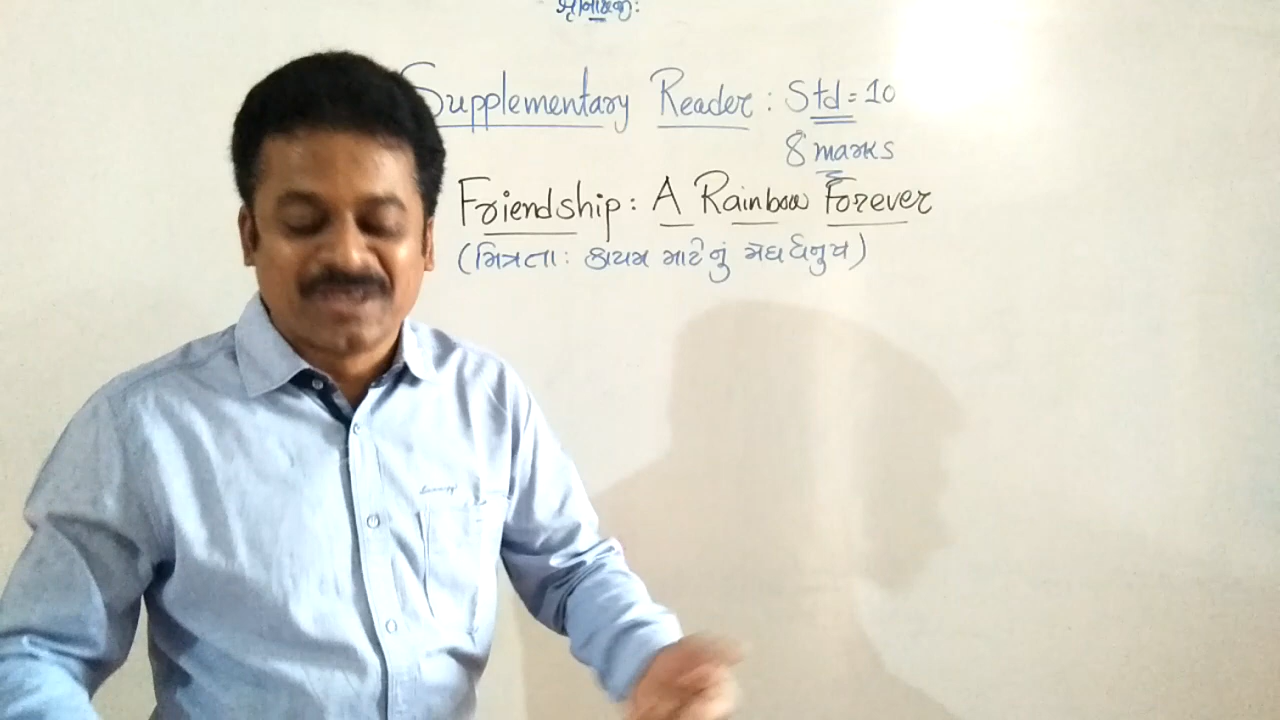 Supplementary Reader : Std = 10
8 marks
Friendship : A Rainbow Forever
(મિત્રતા : કાયમ માટેનું મેઘધનુષ)